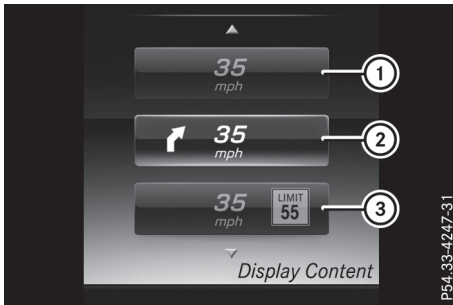 35
mph
1
35
mph
2
35
mph
LIMIT
55
3
Display Content
P54.33-4247-31